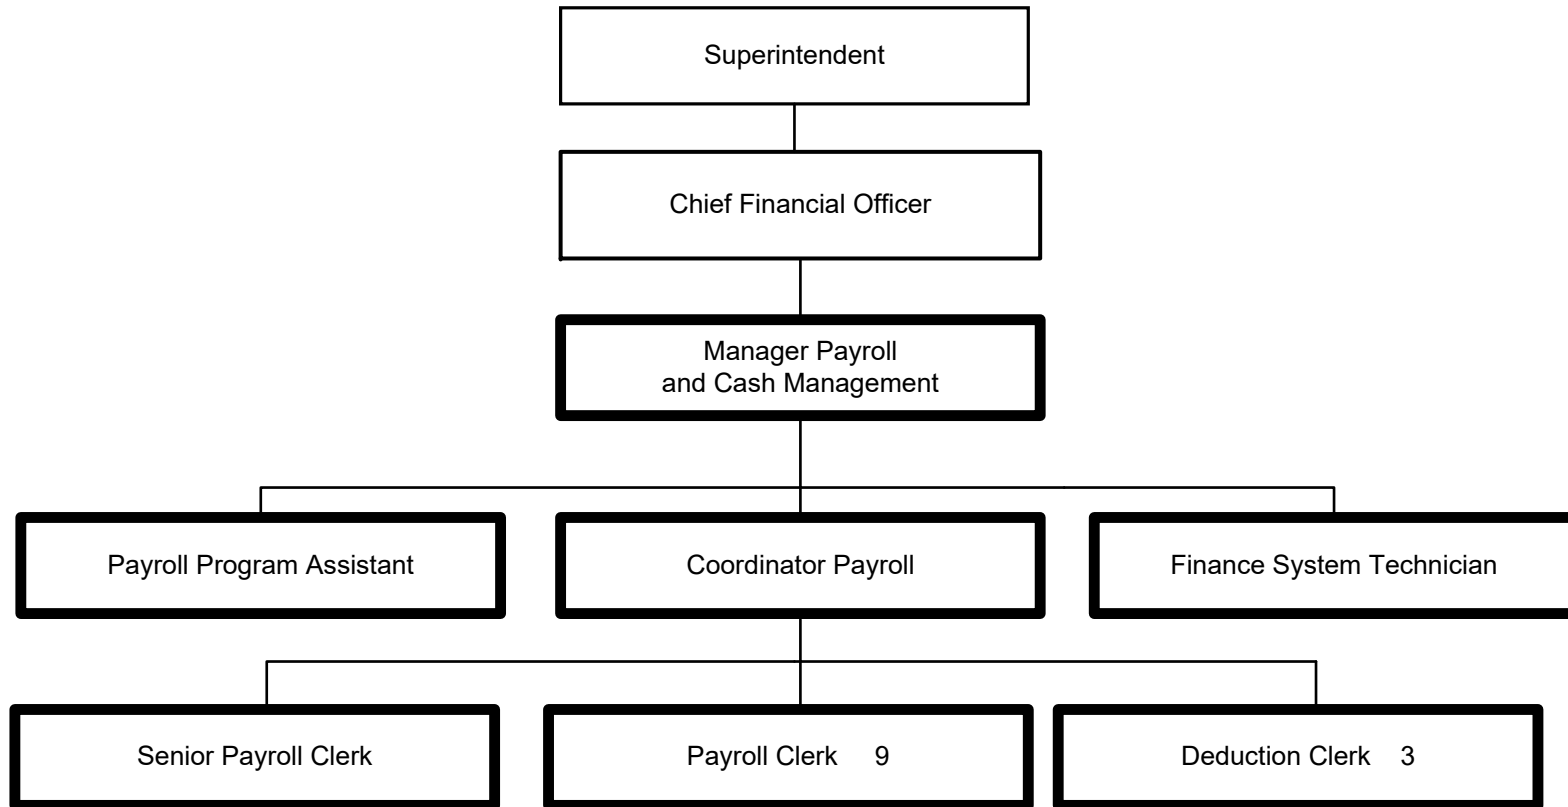 Superintendent
Chief Financial Officer
Manager Payroll
and Cash Management
Payroll Program Assistant
Coordinator Payroll
Finance System Technician
Senior Payroll Clerk
Payroll Clerk 9
Deduction Clerk 3